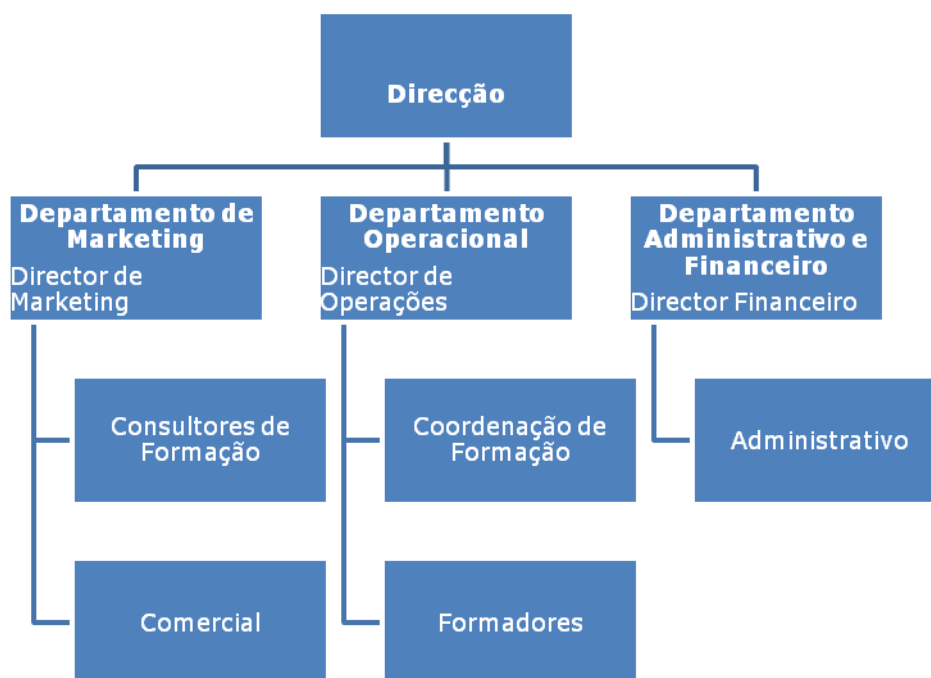 Direcção
Departamento de
Marketing
Director de
Marketing
Departamento
Operacional
Director de
Operações
Departamento
Administrativo e
Financeiro
Director Financeiro
Consultores de
Formação
Coordenação de
Formação
Administrativo
Comercial
Formadores